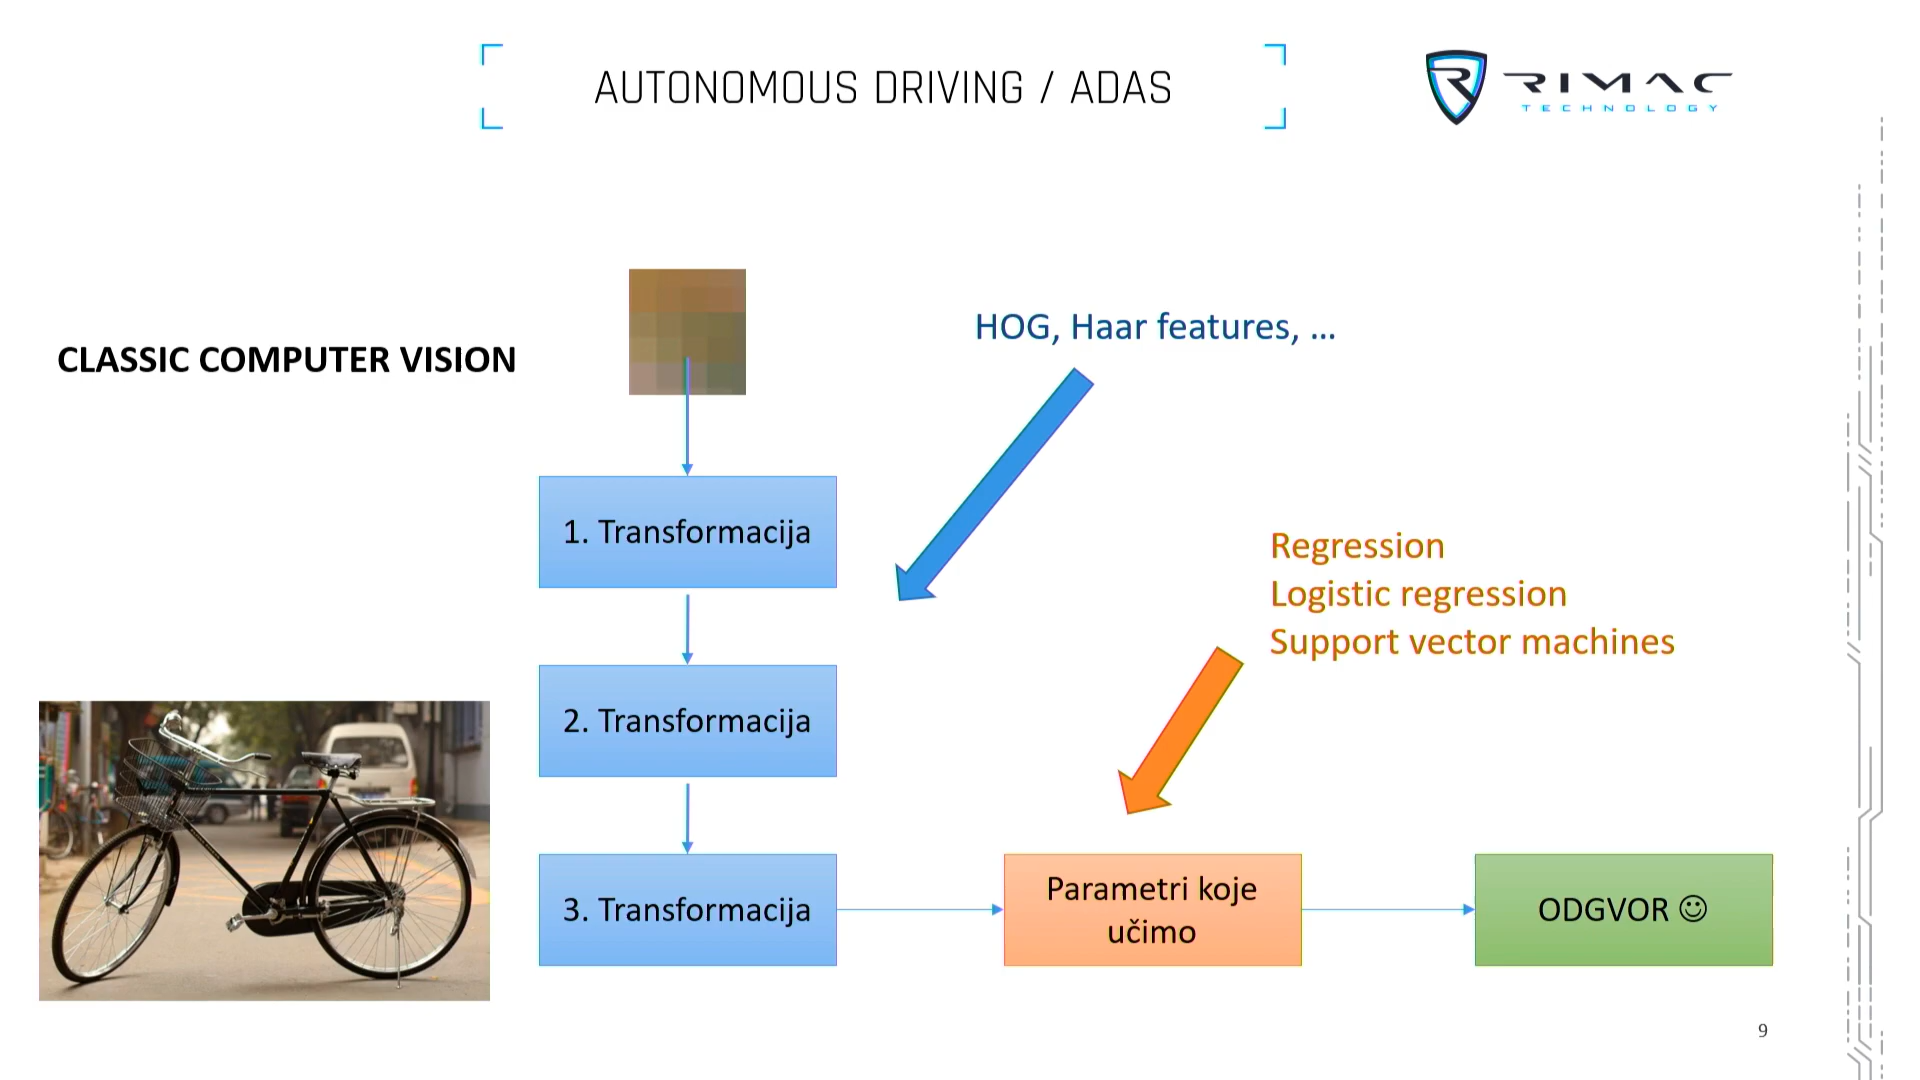 AUTONOMOUS DRIVING / ADAS
RIMAC
TECHNOLOGY
CLASSIC COMPUTER VISION
HOG, Haar features, ...
1. Transformacija
Regression
Logistic regression
Support vector machines
2. Transformacija
3. Transformacija
Parametri koje
učimo
ODGVOR ☺
9